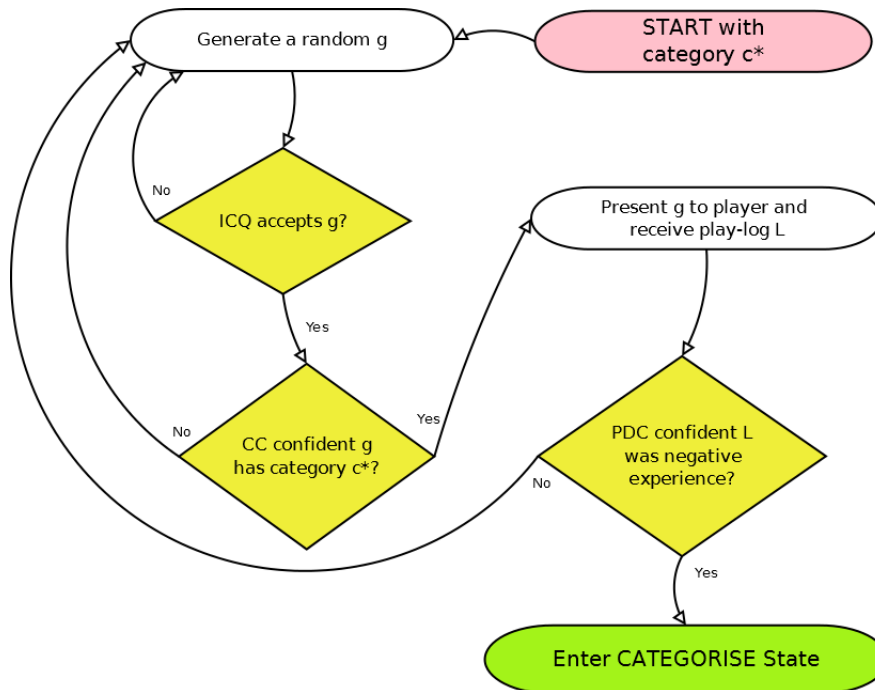 Generate a random g
START with
category c*
No
ICQ accepts g?
Present g to player and
receive play-log L
Yes
No
CC confident g
has category c*?
Yes
PDC confident L
was negative
experience?
No
Yes
Enter CATEGORISE State